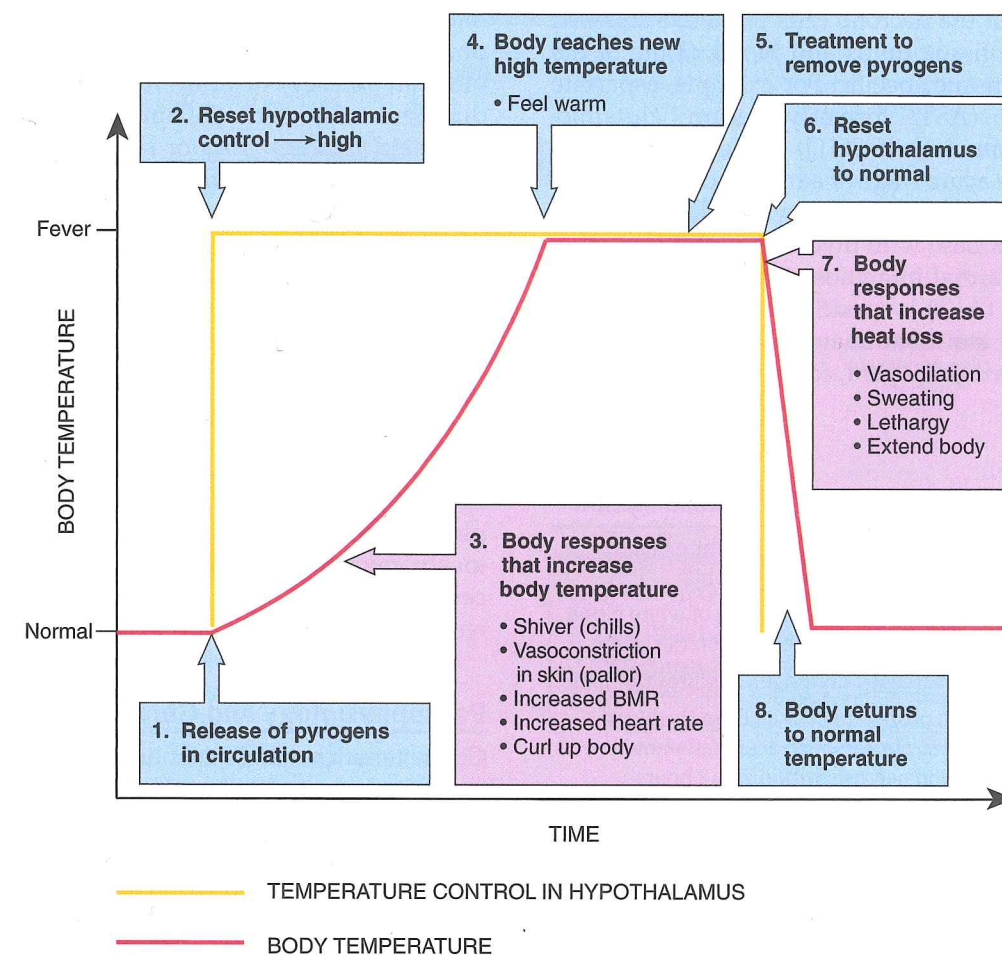 4. Body reaches new
high temperature
• Feel warm
5. Treatment to
remove pyrogens
2. Reset hypothalamic
control ⟶ high
6. Reset
hypothalamus
to normal
Fever
7. Body
responses
that increase
heat loss
• Vasodilation
• Sweating
• Lethargy
• Extend body
BODY TEMPERATURE
3. Body responses
that increase
body temperature
• Shiver (chills)
• Vasoconstriction
in skin (pallor)
• Increased BMR
• Increased heart rate
• Curl up body
Normal
1. Release of pyrogens
in circulation
8. Body returns
to normal
temperature
TIME
TEMPERATURE CONTROL IN HYPOTHALAMUS
BODY TEMPERATURE